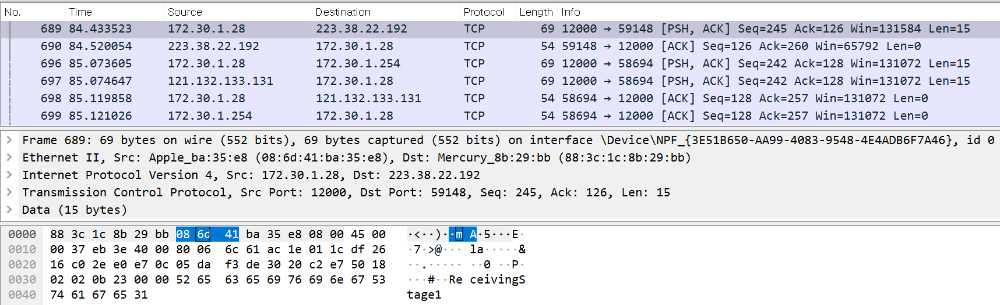 No. Time Source Destination Protocol Length Info
689 84.433523 172.30.1.28 223.38.22.192 TCP 69 12000 → 59148 [PSH, ACK] Seq=245 Ack=126 Win=131584 Len=15
690 84.520054 223.38.22.192 172.30.1.28 TCP 54 59148 → 12000 [ACK] Seq=126 Ack=260 Win=65792 Len=0
696 85.073605 172.30.1.28 172.30.1.254 TCP 69 12000 → 58694 [PSH, ACK] Seq=242 Ack=128 Win=131072 Len=15
697 85.074647 121.132.133.131 172.30.1.28 TCP 69 12000 → 58694 [PSH, ACK] Seq=242 Ack=128 Win=131072 Len=15
698 85.119858 172.30.1.28 121.132.133.131 TCP 54 58694 → 12000 [ACK] Seq=128 Ack=257 Win=131072 Len=0
699 85.121026 172.30.1.254 172.30.1.28 TCP 54 58694 → 12000 [ACK] Seq=128 Ack=257 Win=131072 Len=0
Frame 689: 69 bytes on wire (552 bits), 69 bytes captured (552 bits) on interface \Device\NPF_{3E51B650-AA99-4083-9548-4E4ADB6F7A46}, id 0
Ethernet II, Src: Apple_ba:35:e8 (08:6d:41:ba:35:e8), Dst: Mercury_8b:29:bb (88:3c:1c:8b:29:bb)
Internet Protocol Version 4, Src: 172.30.1.28, Dst: 223.38.22.192
Transmission Control Protocol, Src Port: 12000, Dst Port: 59148, Seq: 245, Ack: 126, Len: 15
Data (15 bytes)
0000 88 3c 1c 8b 29 bb 08 6d 41 ba 35 e8 08 00 45 00 ·<··)··m A·5···E·
0010 00 37 eb 3e 40 00 80 06 6c 61 ac 1e 01 1c df 26 ·7·>@··· la·····&
0020 16 c0 2e e0 e7 0c 05 da f3 de 30 20 c2 e7 50 18 ··.····· ··0 ··P·
0030 02 02 0b 23 00 00 52 65 63 65 69 76 69 6e 67 53 ···#··Re ceivingS
0040 74 61 67 65 31 tage1